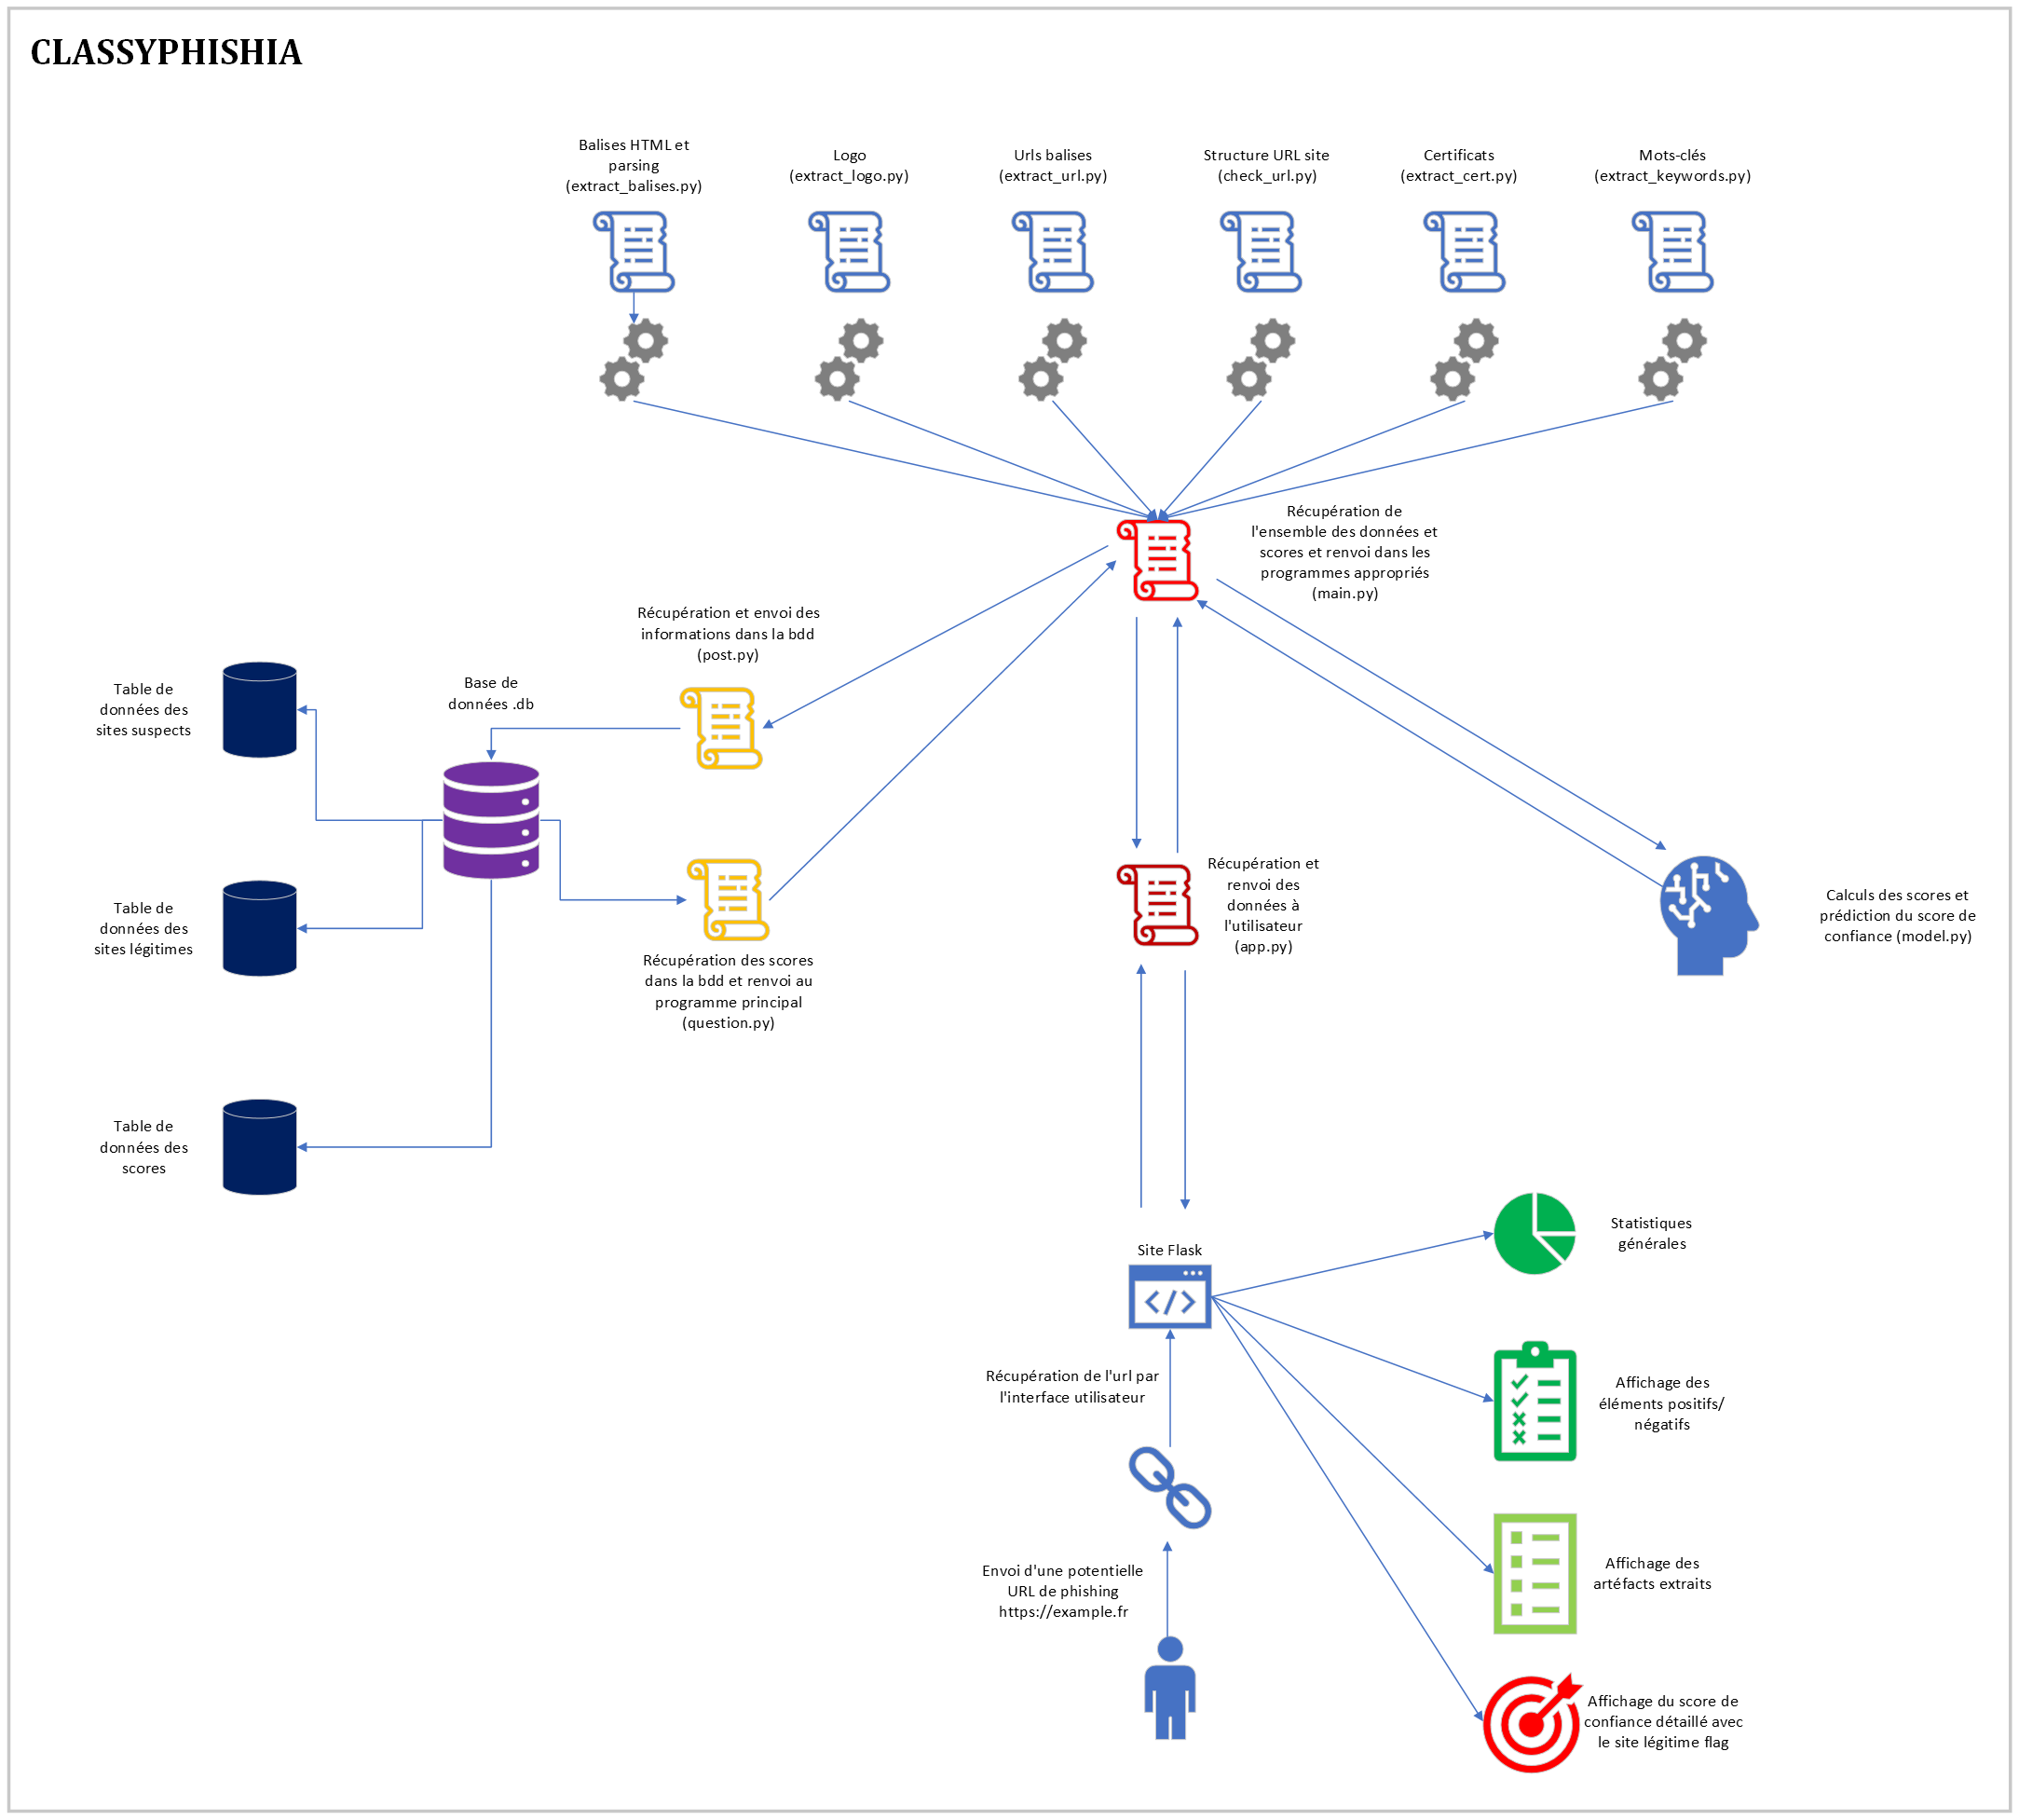 CLASSYPHISHIA
Balises HTML et
parsing
(extract_balises.py)
Logo
(extract_logo.py)
Urls balises
(extract_url.py)
Structure URL site
(check_url.py)
Certificats
(extract_cert.py)
Mots-clés
(extract_keywords.py)
Récupération de
l'ensemble des données et
scores et renvoi dans les
programmes appropriés
(main.py)
Récupération et envoi des
informations dans la bdd
(post.py)
Base de
données .db
Table de
données des
sites suspects
Table de
données des
sites légitimes
Récupération des scores
dans la bdd et renvoi au
programme principal
(question.py)
Récupération et
renvoi des
données à
l'utilisateur
(app.py)
Calculs des scores et
prédiction du score de
confiance (model.py)
Table de
données des
scores
Site Flask
Statistiques
générales
Récupération de l'url par
l'interface utilisateur
Affichage des
éléments positifs/
négatifs
Envoi d'une potentielle
URL de phishing
https://example.fr
Affichage des
artéfacts extraits
Affichage du score de
confiance détaillé avec
le site légitime flag